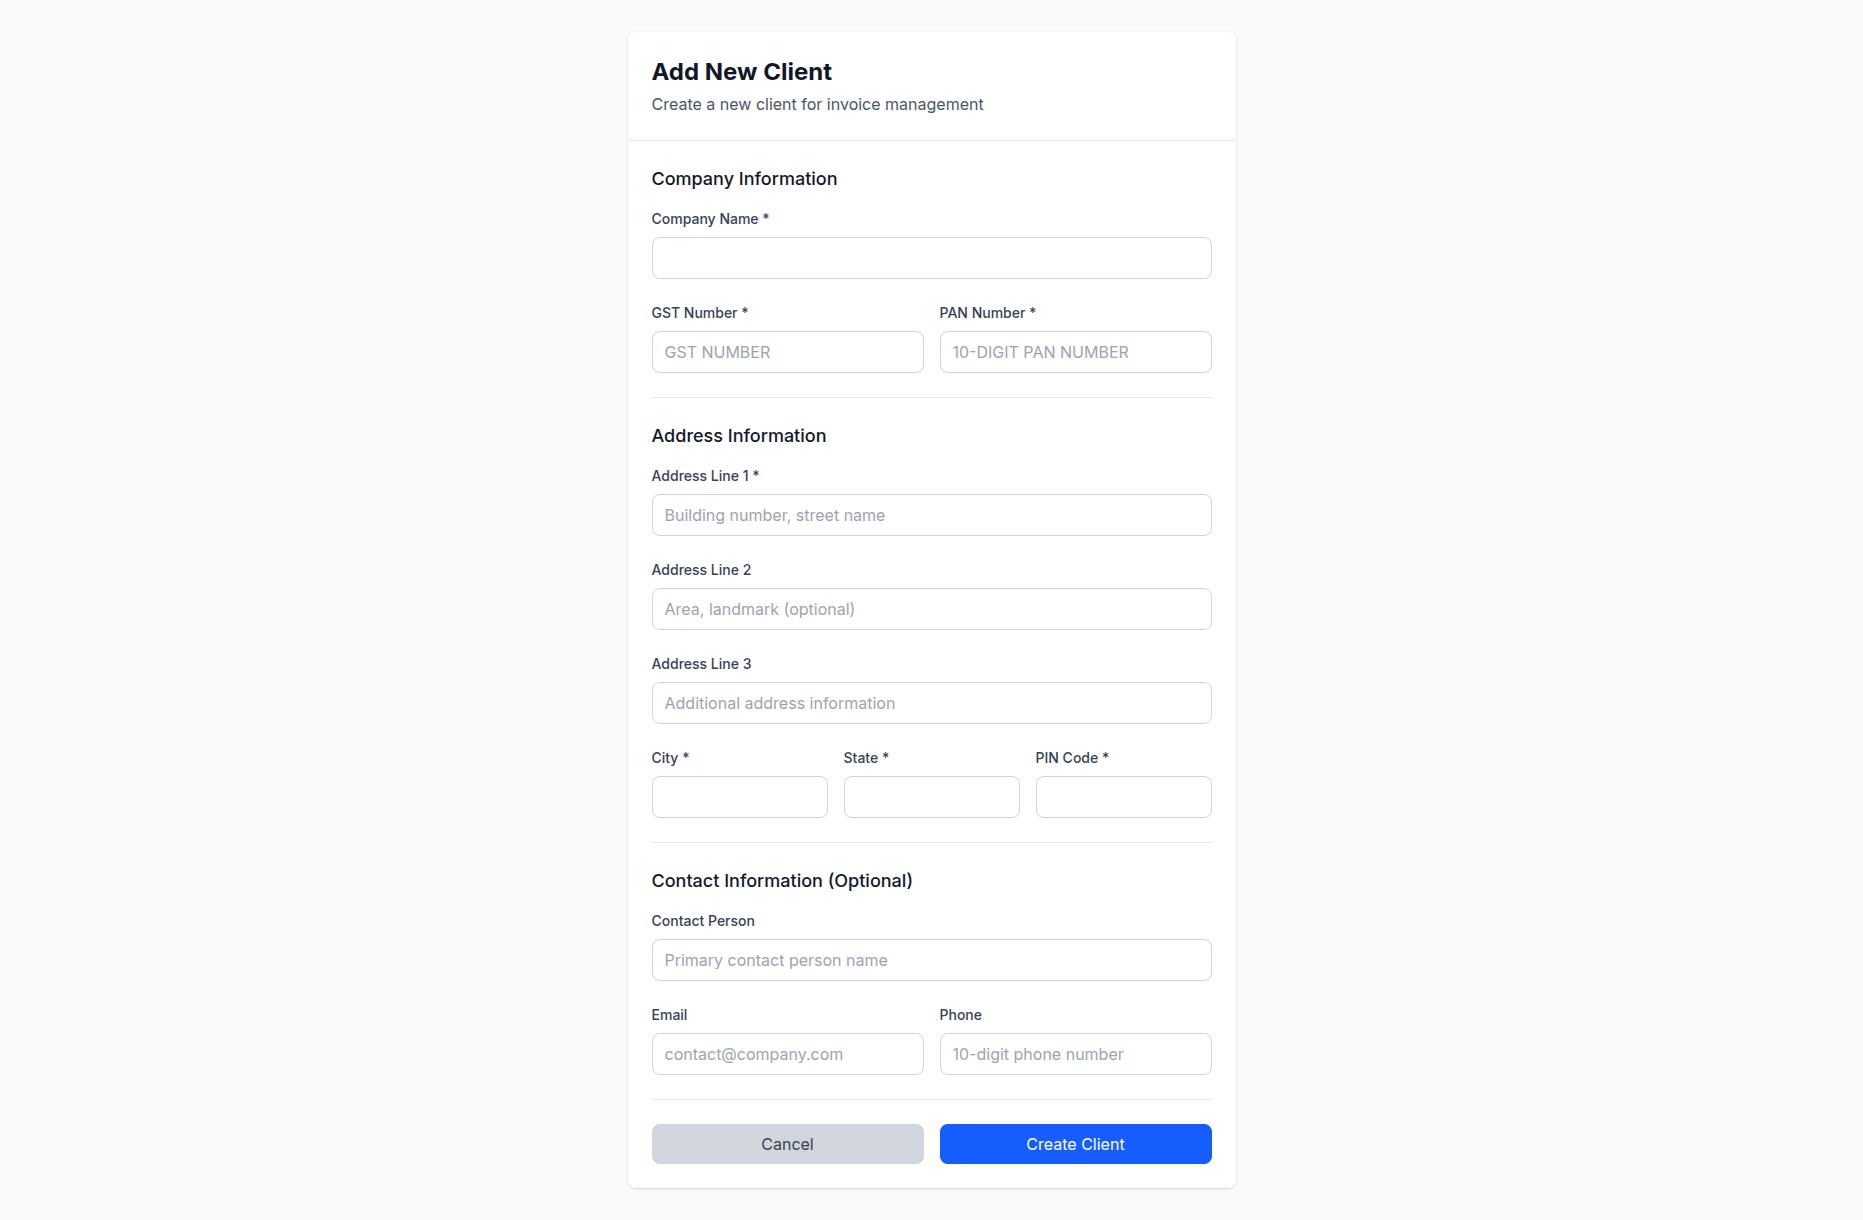 Add New Client
Create a new client for invoice management
Company Information
Company Name *
GST Number * PAN Number *
GST NUMBER 10-DIGIT PAN NUMBER
Address Information
Address Line 1 *
Building number, street name
Address Line 2
Area, landmark (optional)
Address Line 3
Additional address information
City * State * PIN Code *
Contact Information (Optional)
Contact Person
Primary contact person name
Email Phone
contact@company.com 10-digit phone number
Cancel Create Client